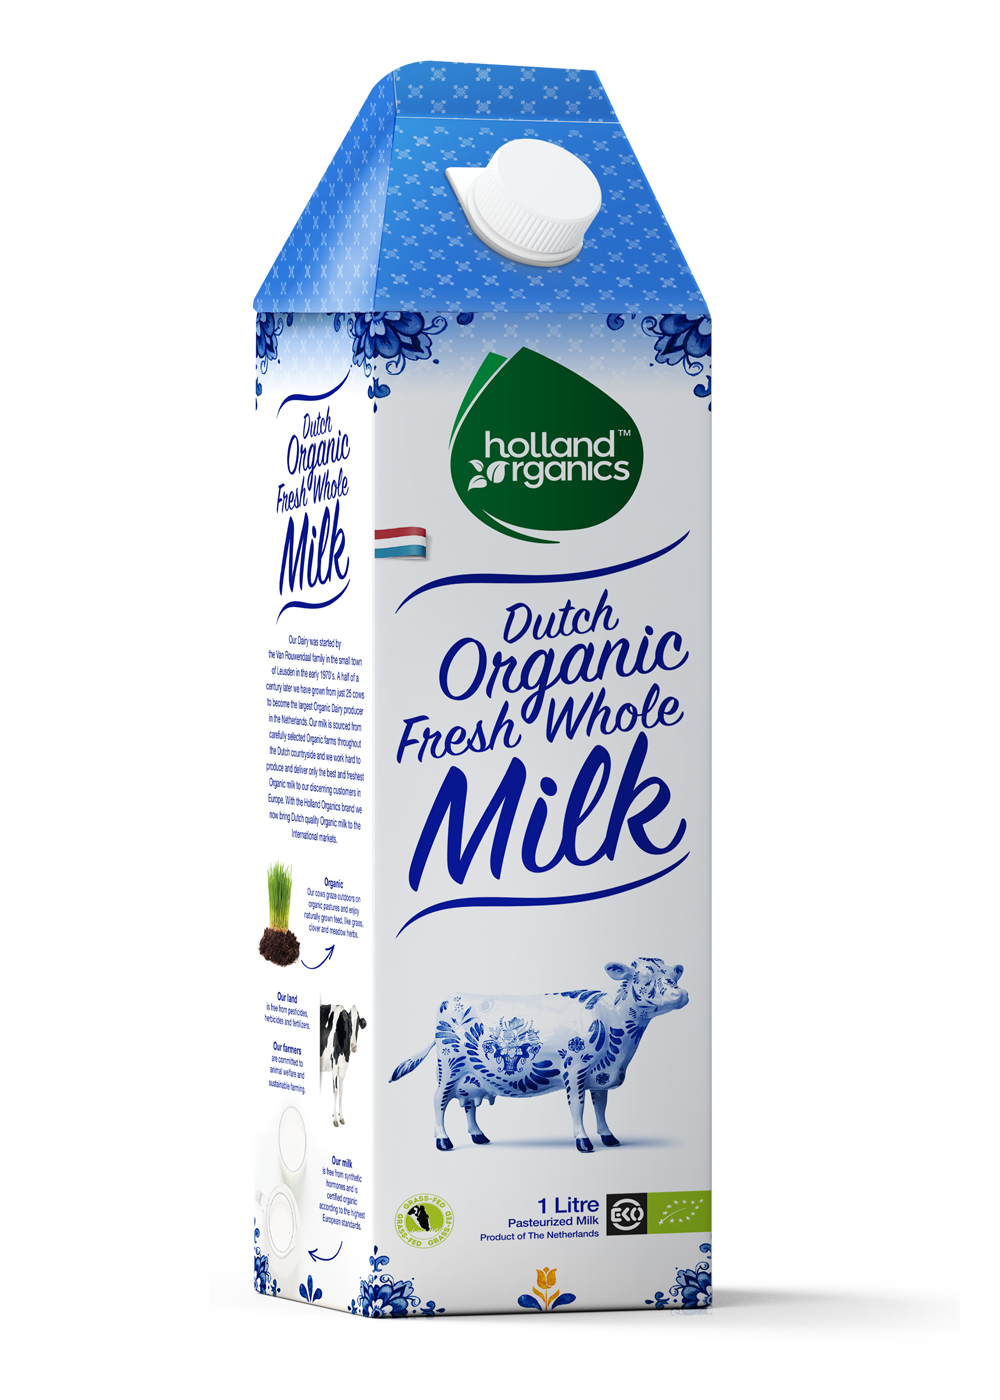 holland™
organics
Dutch
Organic
Fresh Whole
Milk
1 Litre
Pasteurized Milk
Product of The Netherlands
EKO
GRASS-FED GRASS-FED GRASS-FED
Dutch
Organic
Fresh Whole
Milk
Our Dairy was started by
the Van Rouwendaal family in the small town
of Leusden in the early 1970's. A half of a
century later we have grown from just 25 cows
to become the largest Organic Dairy producer
in the Netherlands. Our milk is sourced from
carefully selected Organic farms throughout
the Dutch countryside and we work hard to
produce and deliver only the best and freshest
Organic milk to our discerning customers in
Europe. With the Holland Organics brand we
now bring Dutch quality Organic milk to the
International markets.
Organic
Our cows graze outdoors on
organic pastures and enjoy
naturally grown feed, like grass,
clover and meadow herbs.
Our land
is free from pesticides,
herbicides and fertilizers.
Our farmers
are committed to
animal welfare and
sustainable farming.
Our milk
is free from synthetic
hormones and is
certified organic
according to the highest
European standards.